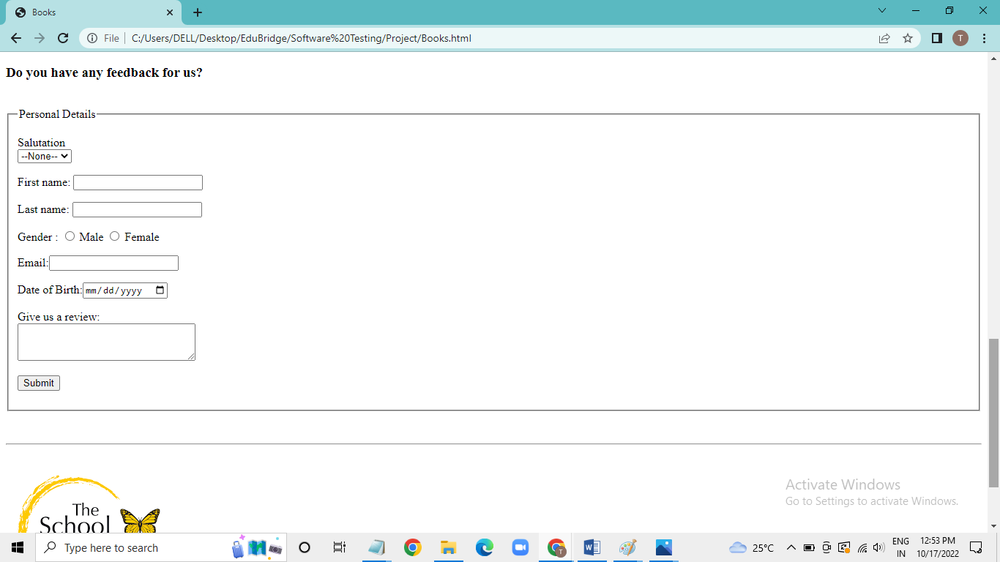 Books
File
C:/Users/DELL/Desktop/EduBridge/Software%20Testing/Project/Books.html
T
Do you have any feedback for us?
Personal Details
Salutation
--None--
First name:
Last name:
Gender : Male Female
Email:
Date of Birth: mm/dd/yyyy
Give us a review:
Submit
The
School
Activate Windows
Go to Settings to activate Windows.
Type here to search
T
W
25°C
ENG
IN
12:53 PM
10/17/2022